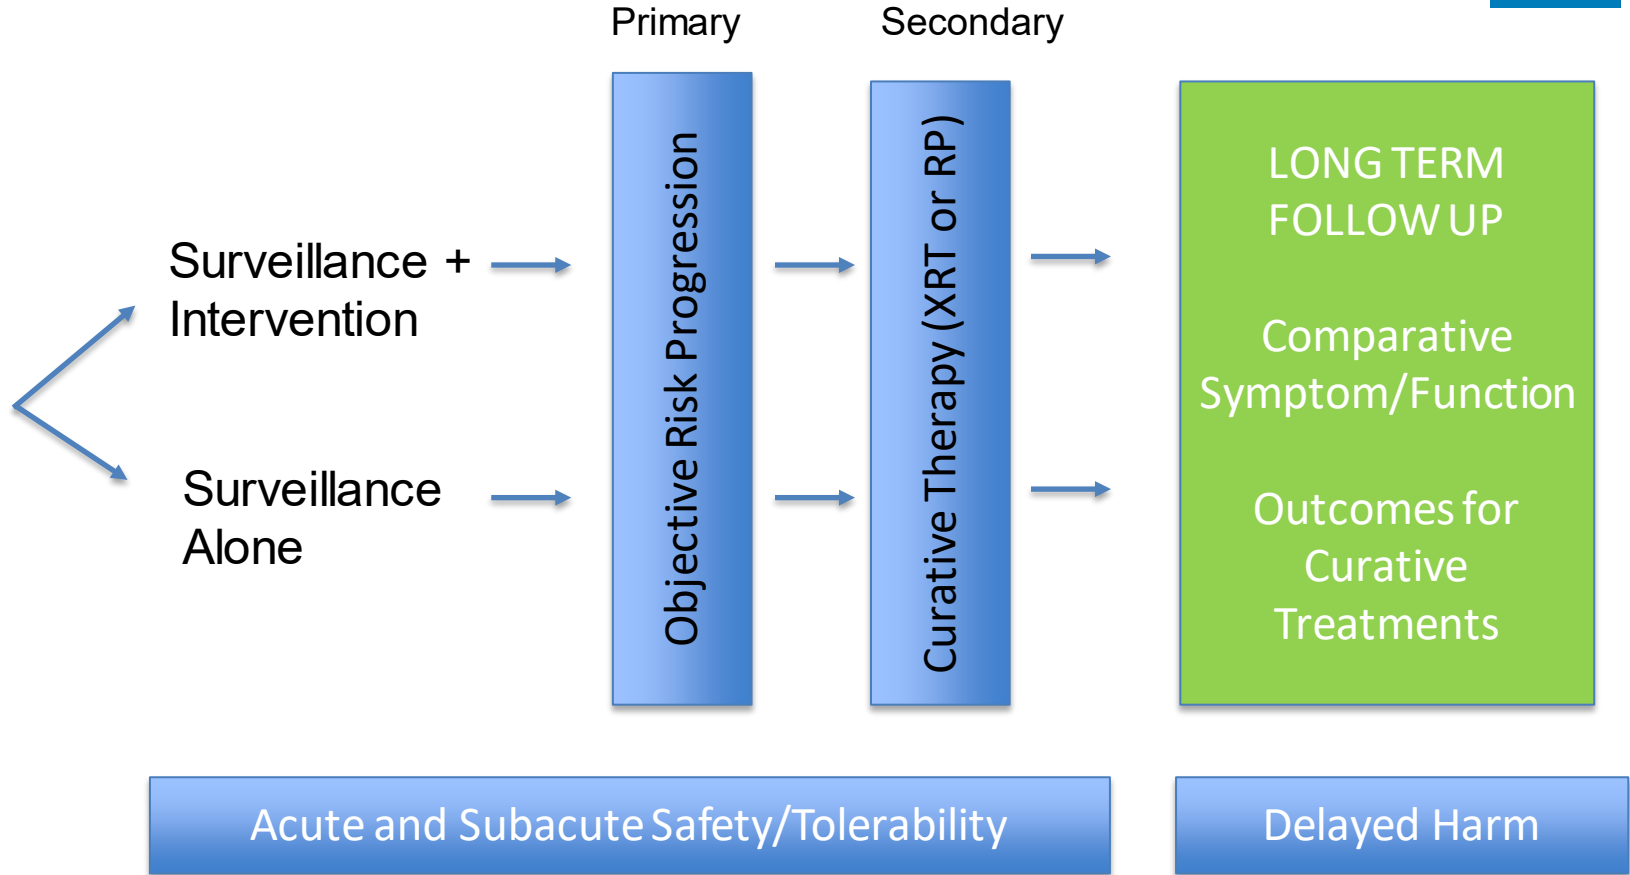 Primary
Secondary
Surveillance +
Intervention
Surveillance
Alone
Objective Risk Progression
Curative Therapy (XRT or RP)
LONG TERM
FOLLOW UP
Comparative
Symptom/Function
Outcomes for
Curative
Treatments
Acute and Subacute Safety/Tolerability
Delayed Harm